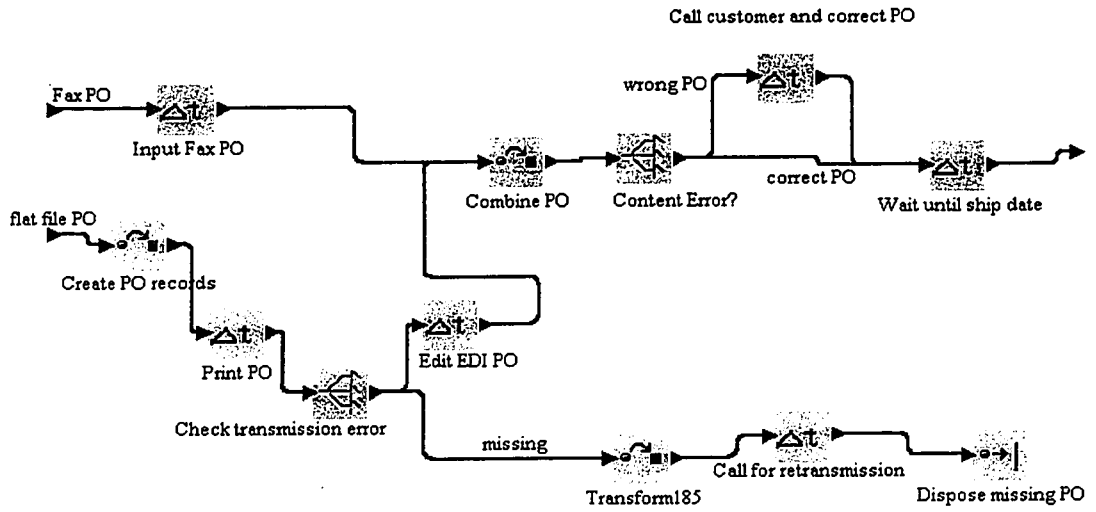 Call customer and correct PO
Fax PO
wrong PO
Input Fax PO
Combine PO
Content Error?
correct PO
Wait until ship date
flat file PO
Create PO records
Print PO
Edit EDI PO
Check transmission error
missing
Transform185
Call for retransmission
Dispose missing PO